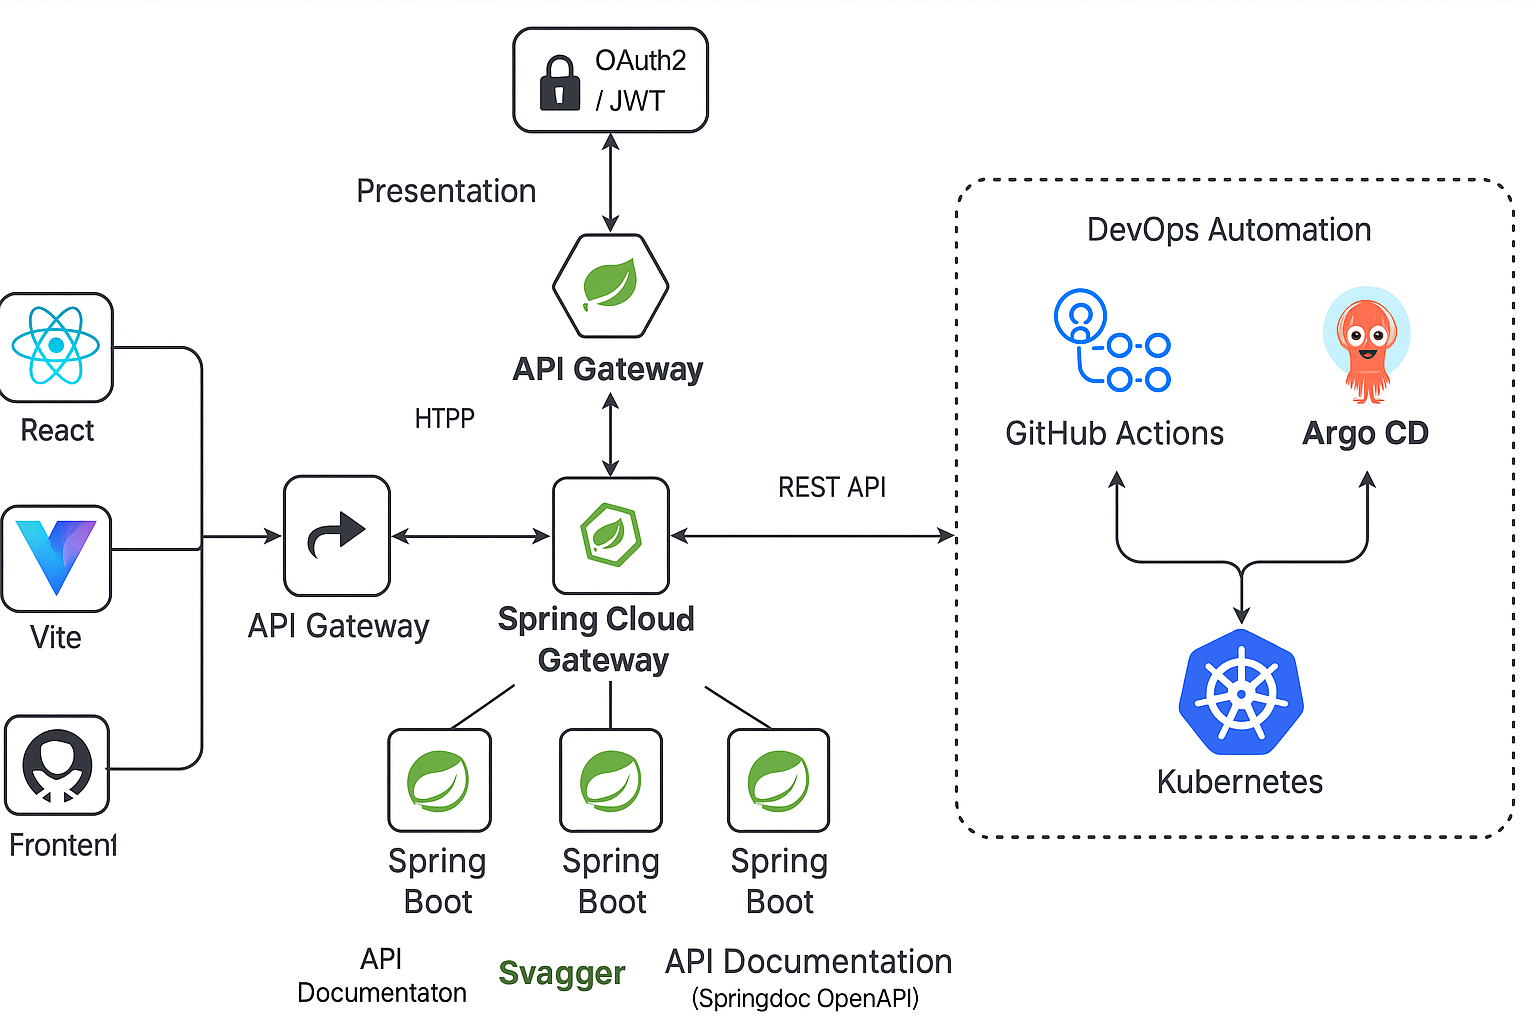 OAuth2
/ JWT
Presentation
DevOps Automation
API Gateway
HTPP
React
GitHub Actions
Argo CD
REST API
Vite
API Gateway
Spring Cloud
Gateway
Kubernetes
Frontent
Spring
Boot
Spring
Boot
Spring
Boot
API
Documentaton
Svagger
API Documentation
(Springdoc OpenAPI)